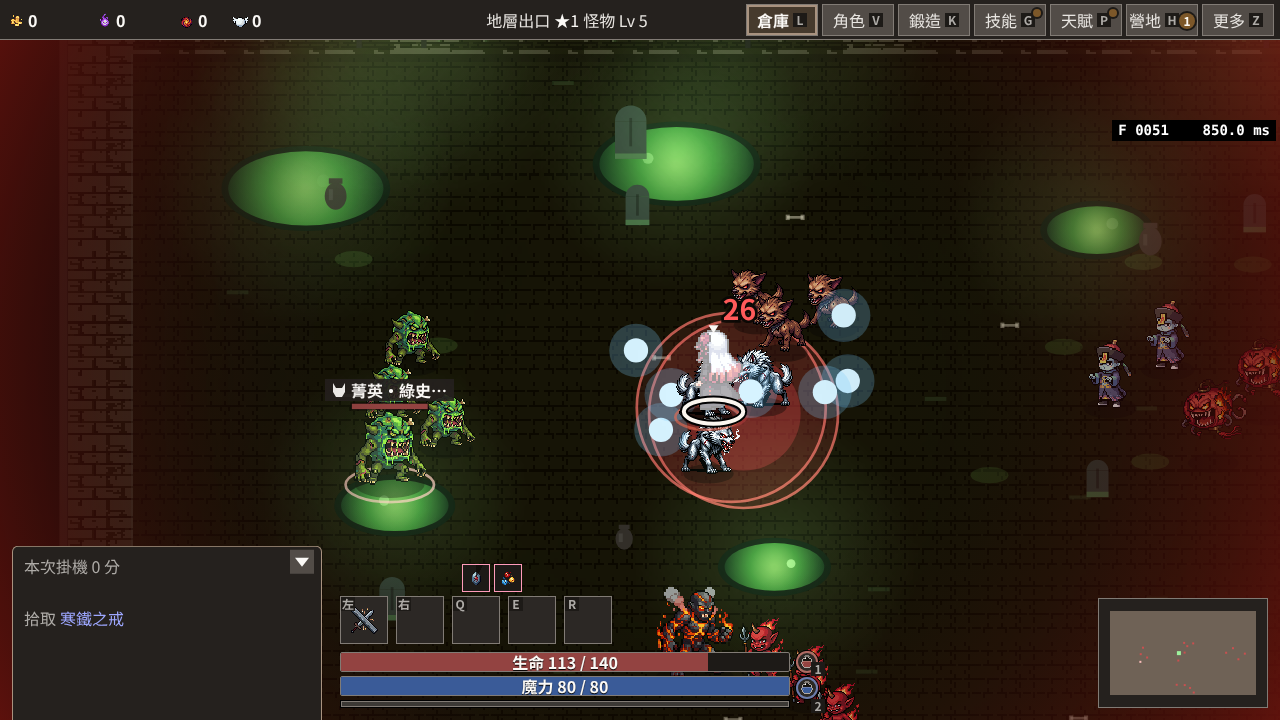 0
0
0
0
地層出口 ★1 怪物 Lv 5
倉庫 L
角色 V
鍛造 K
技能 G
天賦 P
營地 H 1
更多 Z
F 0051 850.0 ms
26
菁英・綠史…
本次掛機 0 分
拾取 寒鐵之戒
左
右
Q
E
R
生命 113 / 140
1
魔力 80 / 80
2